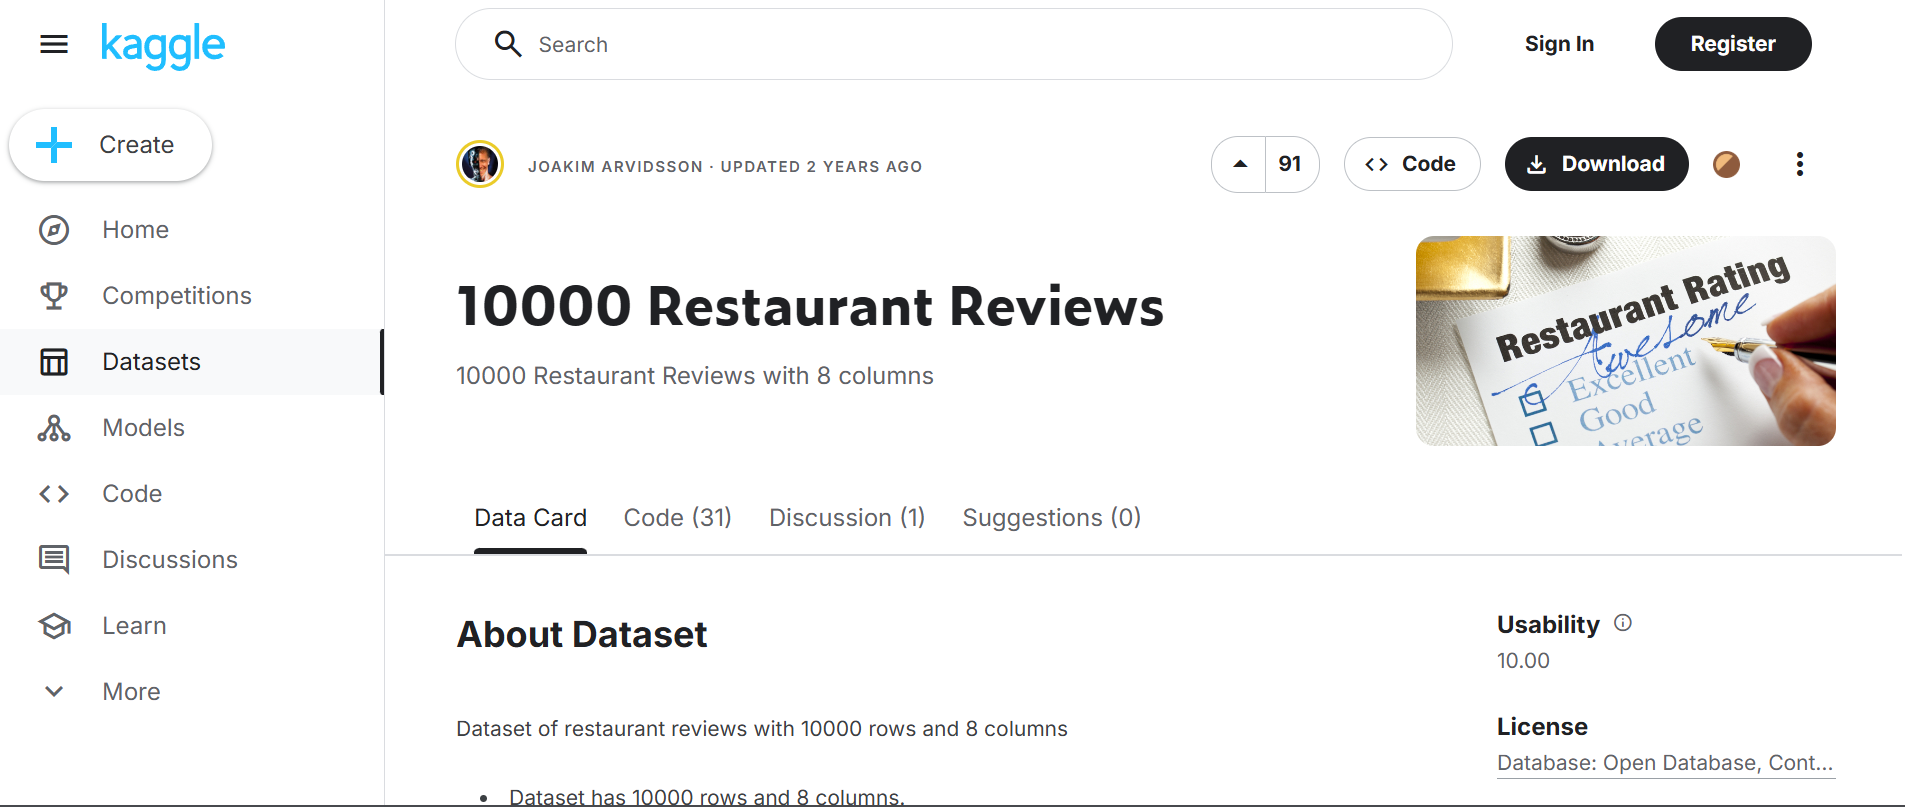 kaggle
Search
Sign In
Register
Create
Home
Competitions
Datasets
Models
Code
Discussions
Learn
More
JOAKIM ARVIDSSON · UPDATED 2 YEARS AGO
91
Code
Download
10000 Restaurant Reviews
10000 Restaurant Reviews with 8 columns
Restaurant Rating
Awesome
Excellent
Good
Average
Data Card
Code (31)
Discussion (1)
Suggestions (0)
About Dataset
Dataset of restaurant reviews with 10000 rows and 8 columns
• Dataset has 10000 rows and 8 columns.
Usability
10.00
License
Database: Open Database, Cont...